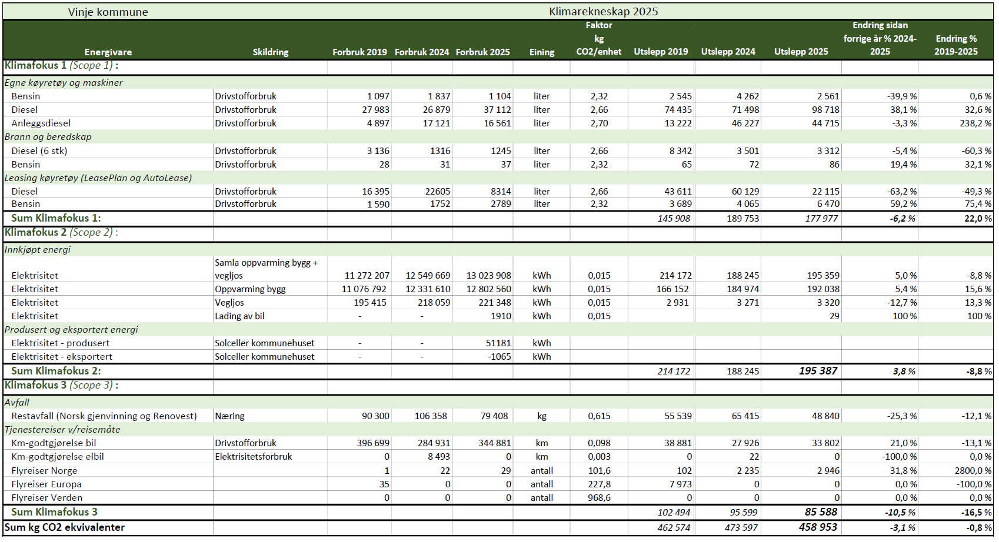 Vinje kommune Klimarekneskap 2025
Energivare Skildring Forbruk 2019 Forbruk 2024 Forbruk 2025 Eining Faktor kg CO2/enhet Utslepp 2019 Utslepp 2024 Utslepp 2025 Endring sidan forrige år % 2024-2025 Endring % 2019-2025
Klimafokus 1 (Scope 1) :
Egne køyretøy og maskiner
Bensin Drivstofforbruk 1 097 1 837 1 104 liter 2,32 2 545 4 262 2 561 -39,9 % 0,6 %
Diesel Drivstofforbruk 27 983 26 879 37 112 liter 2,66 74 435 71 498 98 718 38,1 % 32,6 %
Anleggsdiesel Drivstofforbruk 4 897 17 121 16 561 liter 2,70 13 222 46 227 44 715 -3,3 % 238,2 %
Brann og beredskap
Diesel (6 stk) Drivstofforbruk 3 136 1316 1245 liter 2,66 8 342 3 501 3 312 -5,4 % -60,3 %
Bensin Drivstofforbruk 28 31 37 liter 2,32 65 72 86 19,4 % 32,1 %
Leasing køyretøy (LeasePlan og AutoLease)
Diesel Drivstofforbruk 16 395 22605 8314 liter 2,66 43 611 60 129 22 115 -63,2 % -49,3 %
Bensin Drivstofforbruk 1 590 1752 2789 liter 2,32 3 689 4 065 6 470 59,2 % 75,4 %
Sum Klimafokus 1: 145 908 189 753 177 977 -6,2 % 22,0 %
Klimafokus 2 (Scope 2) :
Innkjøpt energi
Elektrisitet Samla oppvarming bygg + vegljos 11 272 207 12 549 669 13 023 908 kWh 0,015 214 172 188 245 195 359 5,0 % -8,8 %
Elektrisitet Oppvarming bygg 11 076 792 12 331 610 12 802 560 kWh 0,015 166 152 184 974 192 038 5,4 % 15,6 %
Elektrisitet Vegljos 195 415 218 059 221 348 kWh 0,015 2 931 3 271 3 320 -12,7 % 13,3 %
Elektrisitet Lading av bil - - 1910 kWh 0,015 29 100 % 100 %
Produsert og eksportert energi
Elektrisitet - produsert Solceller kommunehuset - - 51181 kWh
Elektrisitet - eksportert Solceller kommunehuset - - -1065 kWh
Sum Klimafokus 2: 214 172 188 245 195 387 3,8 % -8,8 %
Klimafokus 3 (Scope 3) :
Avfall
Restavfall (Norsk gjenvinning og Renovest) Næring 90 300 106 358 79 408 kg 0,615 55 539 65 415 48 840 -25,3 % -12,1 %
Tjenestereiser v/reisemåte
Km-godtgjørelse bil Drivstofforbruk 396 699 284 931 344 881 km 0,098 38 881 27 926 33 802 21,0 % -13,1 %
Km-godtgjørelse elbil Elektrisitetsforbruk 0 8 493 0 km 0,003 0 22 0 -100,0 % 0,0 %
Flyreiser Norge 1 22 29 antall 101,6 102 2 235 2 946 31,8 % 2800,0 %
Flyreiser Europa 35 0 0 antall 227,8 7 973 0 0 0,0 % -100,0 %
Flyreiser Verden 0 0 0 antall 968,6 0 0 0 0,0 % 0,0 %
Sum Klimafokus 3 102 494 95 599 85 588 -10,5 % -16,5 %
Sum kg CO2 ekvivalenter 462 574 473 597 458 953 -3,1 % -0,8 %